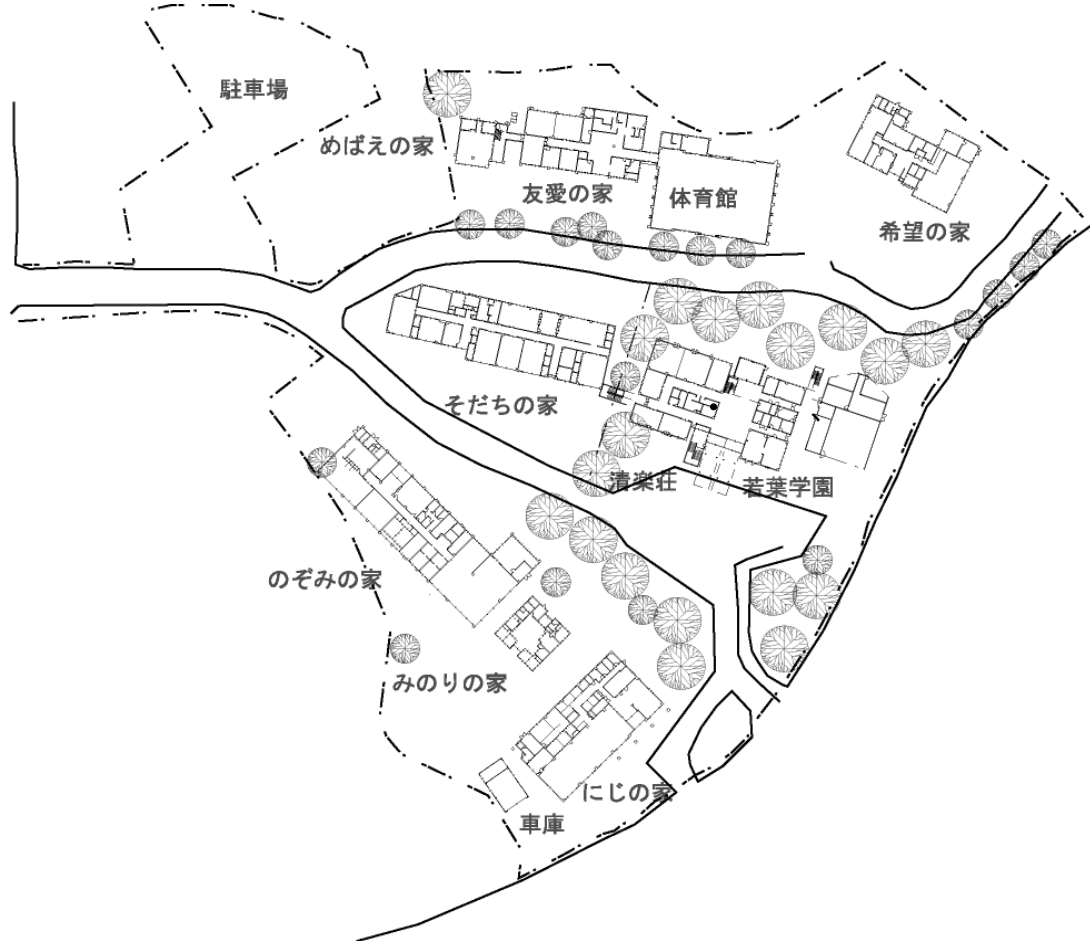 駐車場
めばえの家
友愛の家
体育館
希望の家
そだちの家
清楽荘
若葉学園
のぞみの家
みのりの家
にじの家
車庫